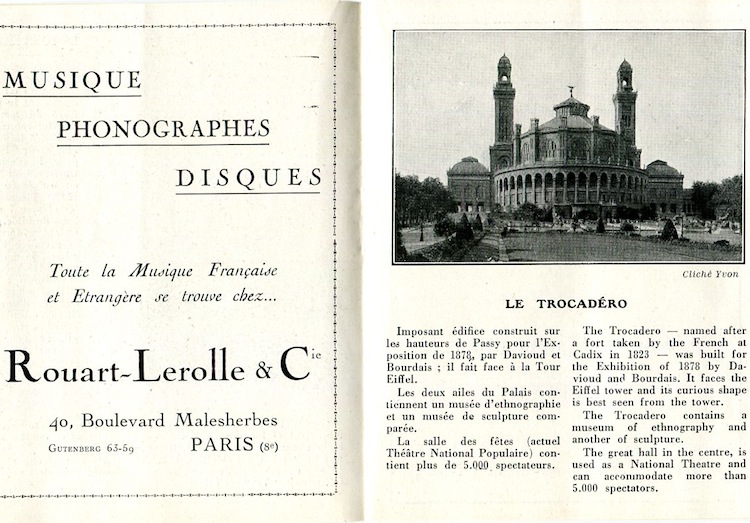 MUSIQUE
PHONOGRAPHES
DISQUES
Toute la Musique Française
et Etrangère se trouve chez...
Rouart-Lerolle & Cie
40, Boulevard Malesherbes
GUTENBERG 63-59 PARIS (8e)
Cliché Yvon
LE TROCADÉRO
Imposant édifice construit sur
les hauteurs de Passy pour l'Ex-
position de 1878, par Davioud et
Bourdais ; il fait face à la Tour
Eiffel.
Les deux ailes du Palais con-
tiennent un musée d'ethnographie
et un musée de sculpture com-
parée.
La salle des fêtes (actuel
Théâtre National Populaire) con-
tient plus de 5.000 spectateurs.
The Trocadero — named after
a fort taken by the French at
Cadix in 1823 — was built for
the Exhibition of 1878 by Da-
vioud and Bourdais. It faces the
Eiffel tower and its curious shape
is best seen from the tower.
The Trocadero contains a
museum of ethnography and
another of sculpture.
The great hall in the centre, is
used as a National Theatre and
can accommodate more than
5.000 spectators.